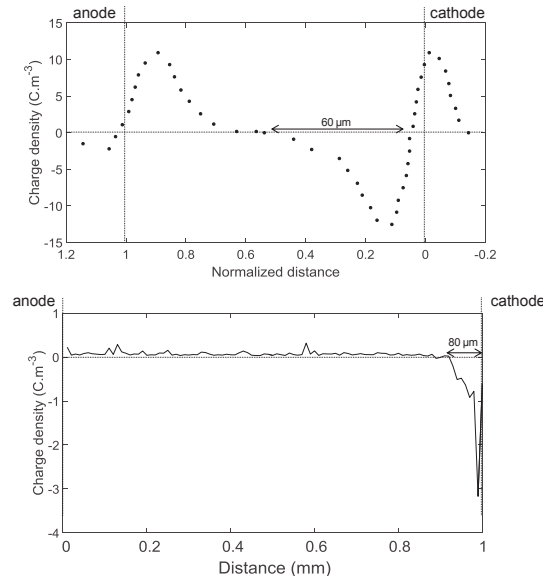 anode cathode
15
10
5
0
-5
-10
-15
Charge density (C.m⁻³)
60 µm
1.2 1 0.8 0.6 0.4 0.2 0 -0.2
Normalized distance
anode cathode
1
0
-1
-2
-3
-4
Charge density (C.m⁻³)
80 µm
0 0.2 0.4 0.6 0.8 1
Distance (mm)